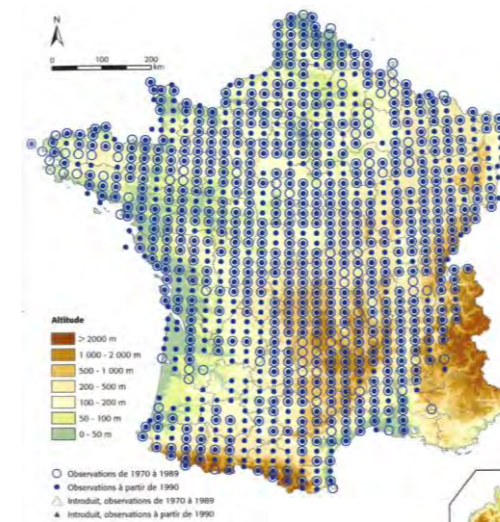 N
0 50 100 200
km
Altitude
> 2000 m
1 000 - 2 000 m
500 - 1 000 m
200 - 500 m
100 - 200 m
50 - 100 m
0 - 50 m
Observations de 1970 à 1989
Observations à partir de 1990
Introduit, observations de 1970 à 1989
Introduit, observations à partir de 1990